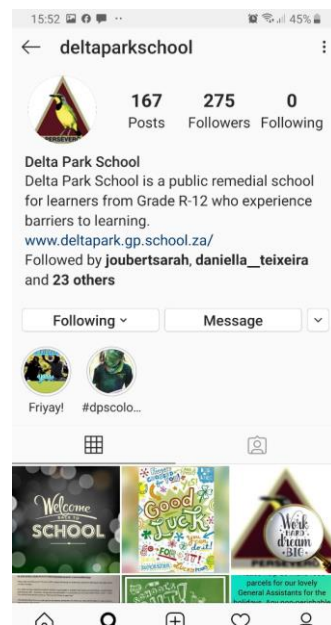 15:52 45%
deltaparkschool
167 275 0
Posts Followers Following
Delta Park School
Delta Park School is a public remedial school
for learners from Grade R-12 who experience
barriers to learning.
www.deltapark.gp.school.za/
Followed by joubertsarah, daniella__teixeira
and 23 others
Following Message
Friyay! #dpscolo...
Welcome
BACK TO
SCHOOL
Good
Luck
Work
HARD
dream
BIG
parcels for our lovely
General Assistants for the